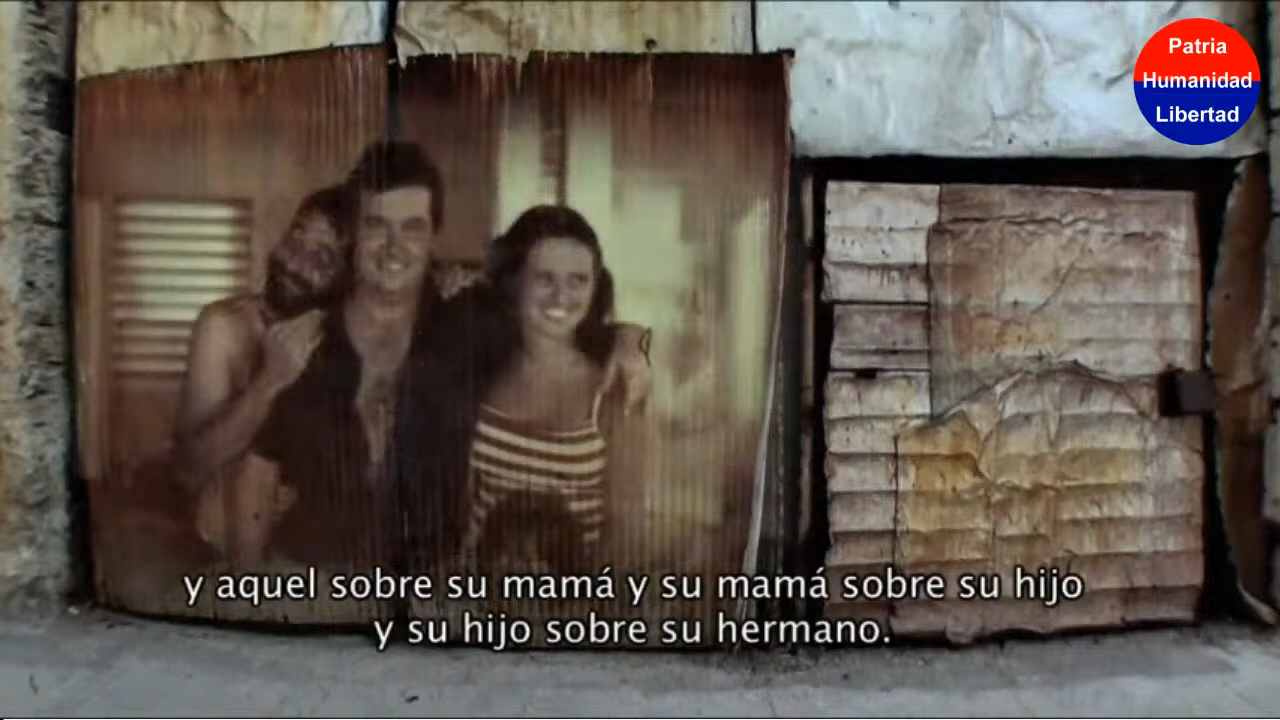 Patria
Humanidad
Libertad
y aquel sobre su mamá y su mamá sobre su hijo
y su hijo sobre su hermano.